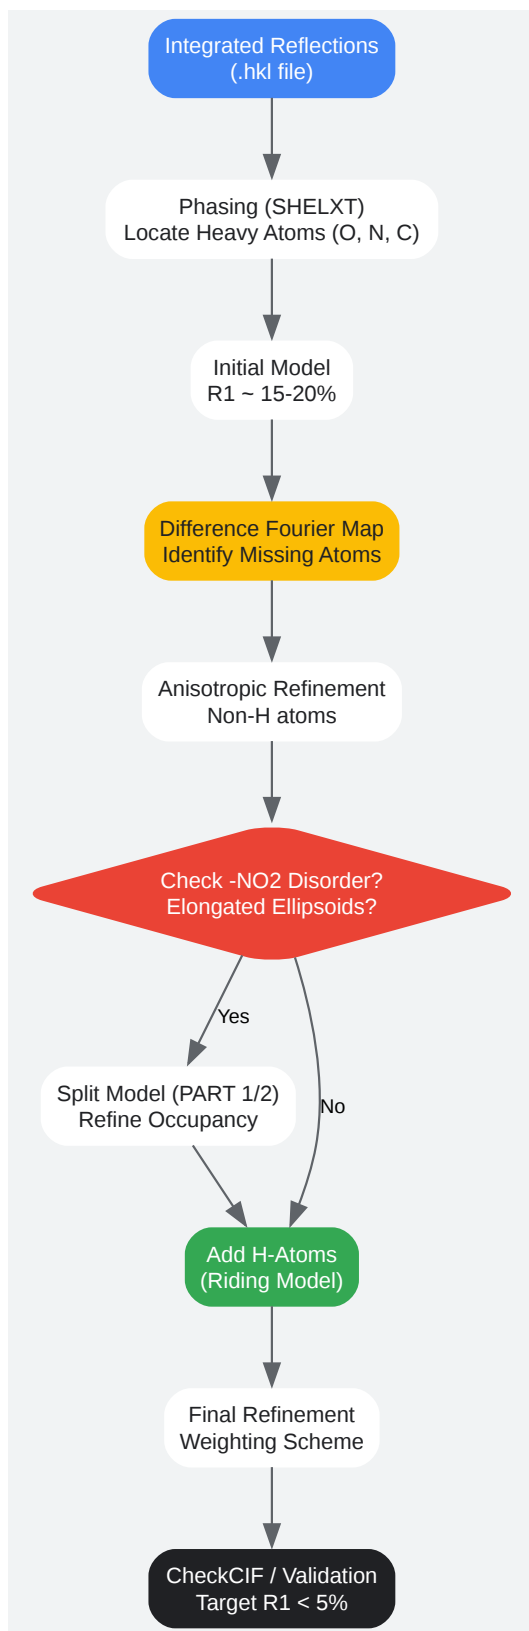 Integrated Reflections
(.hkl file)
Phasing (SHELXT)
Locate Heavy Atoms (O, N, C)
Initial Model
R1 ~ 15-20%
Difference Fourier Map
Identify Missing Atoms
Anisotropic Refinement
Non-H atoms
Check -NO2 Disorder?
Elongated Ellipsoids?
Yes
Split Model (PART 1/2)
Refine Occupancy
No
Add H-Atoms
(Riding Model)
Final Refinement
Weighting Scheme
CheckCIF / Validation
Target R1 < 5%